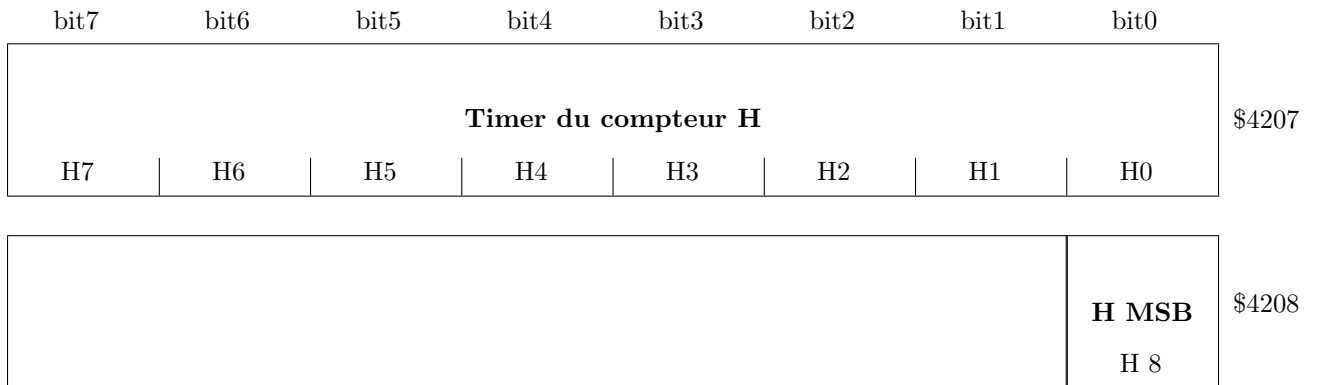 bit7 bit6 bit5 bit4 bit3 bit2 bit1 bit0
Timer du compteur H
$4207
H7 H6 H5 H4 H3 H2 H1 H0
H MSB
$4208
H 8